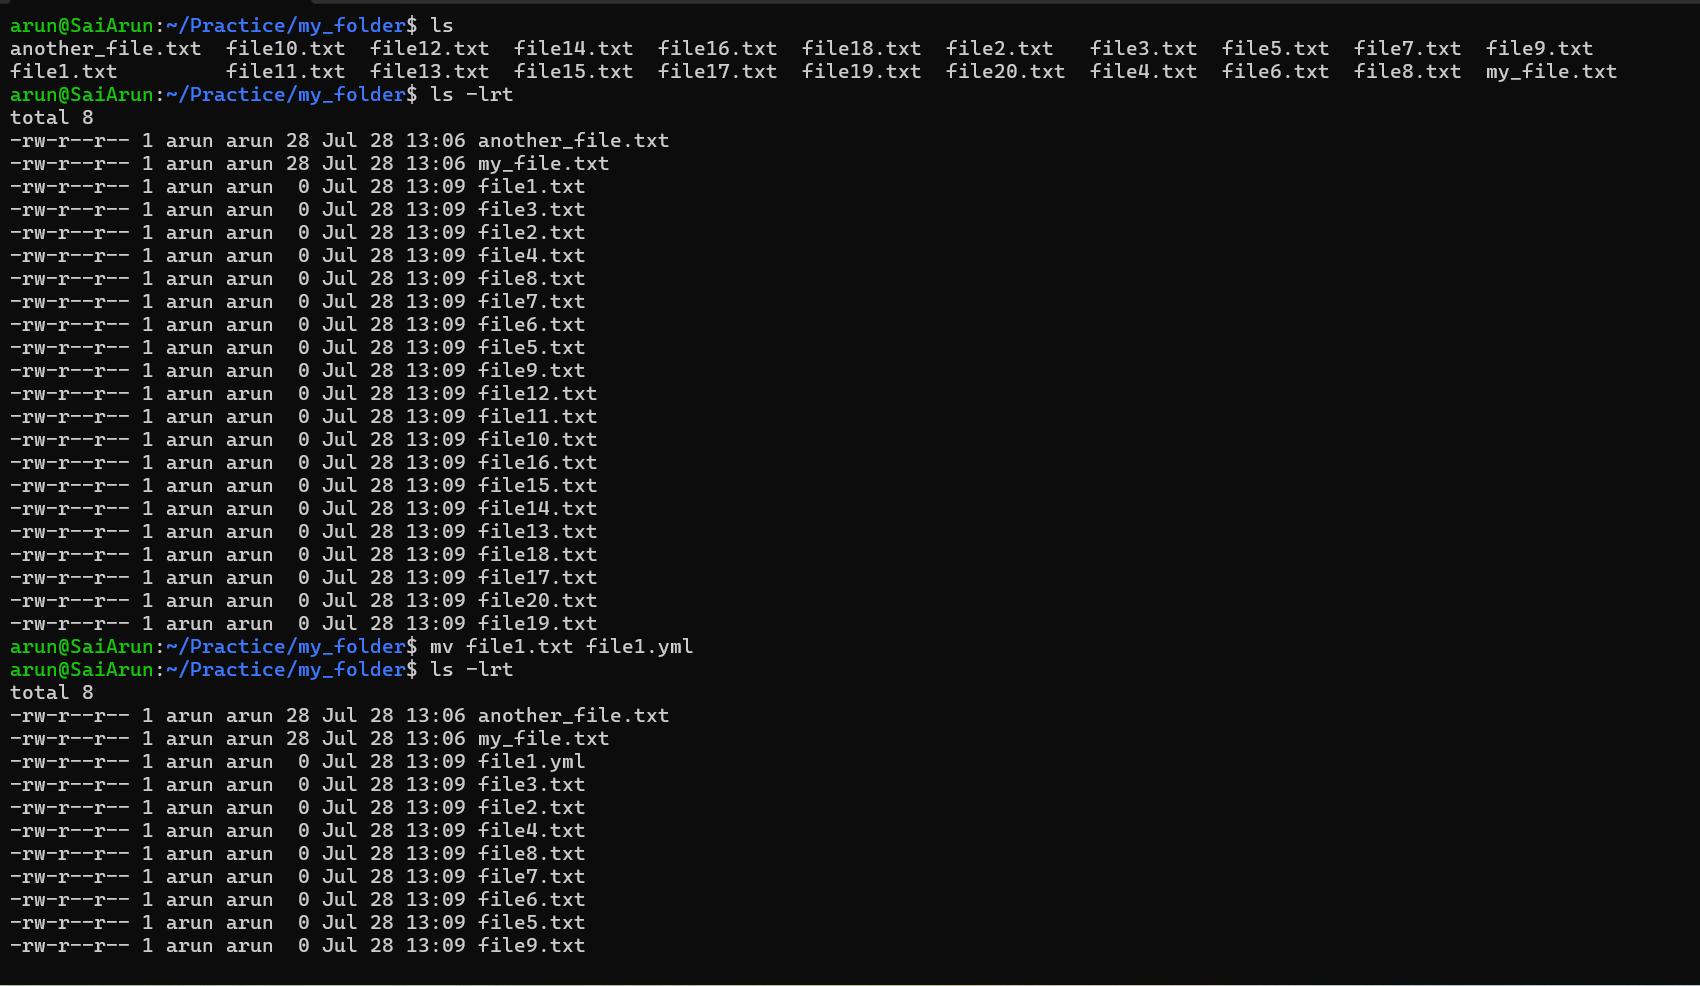 arun@SaiArun:~/Practice/my_folder$ ls
another_file.txt  file10.txt  file12.txt  file14.txt  file16.txt  file18.txt  file2.txt   file3.txt  file5.txt  file7.txt  file9.txt
file1.txt         file11.txt  file13.txt  file15.txt  file17.txt  file19.txt  file20.txt  file4.txt  file6.txt  file8.txt  my_file.txt
arun@SaiArun:~/Practice/my_folder$ ls -lrt
total 8
-rw-r--r-- 1 arun arun 28 Jul 28 13:06 another_file.txt
-rw-r--r-- 1 arun arun 28 Jul 28 13:06 my_file.txt
-rw-r--r-- 1 arun arun  0 Jul 28 13:09 file1.txt
-rw-r--r-- 1 arun arun  0 Jul 28 13:09 file3.txt
-rw-r--r-- 1 arun arun  0 Jul 28 13:09 file2.txt
-rw-r--r-- 1 arun arun  0 Jul 28 13:09 file4.txt
-rw-r--r-- 1 arun arun  0 Jul 28 13:09 file8.txt
-rw-r--r-- 1 arun arun  0 Jul 28 13:09 file7.txt
-rw-r--r-- 1 arun arun  0 Jul 28 13:09 file6.txt
-rw-r--r-- 1 arun arun  0 Jul 28 13:09 file5.txt
-rw-r--r-- 1 arun arun  0 Jul 28 13:09 file9.txt
-rw-r--r-- 1 arun arun  0 Jul 28 13:09 file12.txt
-rw-r--r-- 1 arun arun  0 Jul 28 13:09 file11.txt
-rw-r--r-- 1 arun arun  0 Jul 28 13:09 file10.txt
-rw-r--r-- 1 arun arun  0 Jul 28 13:09 file16.txt
-rw-r--r-- 1 arun arun  0 Jul 28 13:09 file15.txt
-rw-r--r-- 1 arun arun  0 Jul 28 13:09 file14.txt
-rw-r--r-- 1 arun arun  0 Jul 28 13:09 file13.txt
-rw-r--r-- 1 arun arun  0 Jul 28 13:09 file18.txt
-rw-r--r-- 1 arun arun  0 Jul 28 13:09 file17.txt
-rw-r--r-- 1 arun arun  0 Jul 28 13:09 file20.txt
-rw-r--r-- 1 arun arun  0 Jul 28 13:09 file19.txt
arun@SaiArun:~/Practice/my_folder$ mv file1.txt file1.yml
arun@SaiArun:~/Practice/my_folder$ ls -lrt
total 8
-rw-r--r-- 1 arun arun 28 Jul 28 13:06 another_file.txt
-rw-r--r-- 1 arun arun 28 Jul 28 13:06 my_file.txt
-rw-r--r-- 1 arun arun  0 Jul 28 13:09 file1.yml
-rw-r--r-- 1 arun arun  0 Jul 28 13:09 file3.txt
-rw-r--r-- 1 arun arun  0 Jul 28 13:09 file2.txt
-rw-r--r-- 1 arun arun  0 Jul 28 13:09 file4.txt
-rw-r--r-- 1 arun arun  0 Jul 28 13:09 file8.txt
-rw-r--r-- 1 arun arun  0 Jul 28 13:09 file7.txt
-rw-r--r-- 1 arun arun  0 Jul 28 13:09 file6.txt
-rw-r--r-- 1 arun arun  0 Jul 28 13:09 file5.txt
-rw-r--r-- 1 arun arun  0 Jul 28 13:09 file9.txt